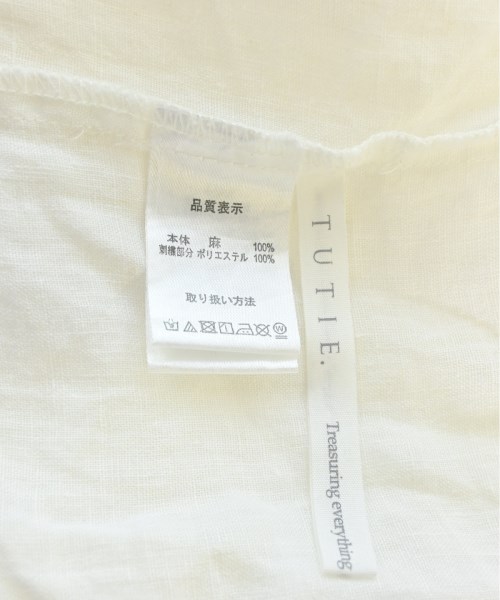 品質表示
本体 麻 100%
刺繍部分 ポリエステル 100%
取り扱い方法
TUTIE.
Treasuring everything